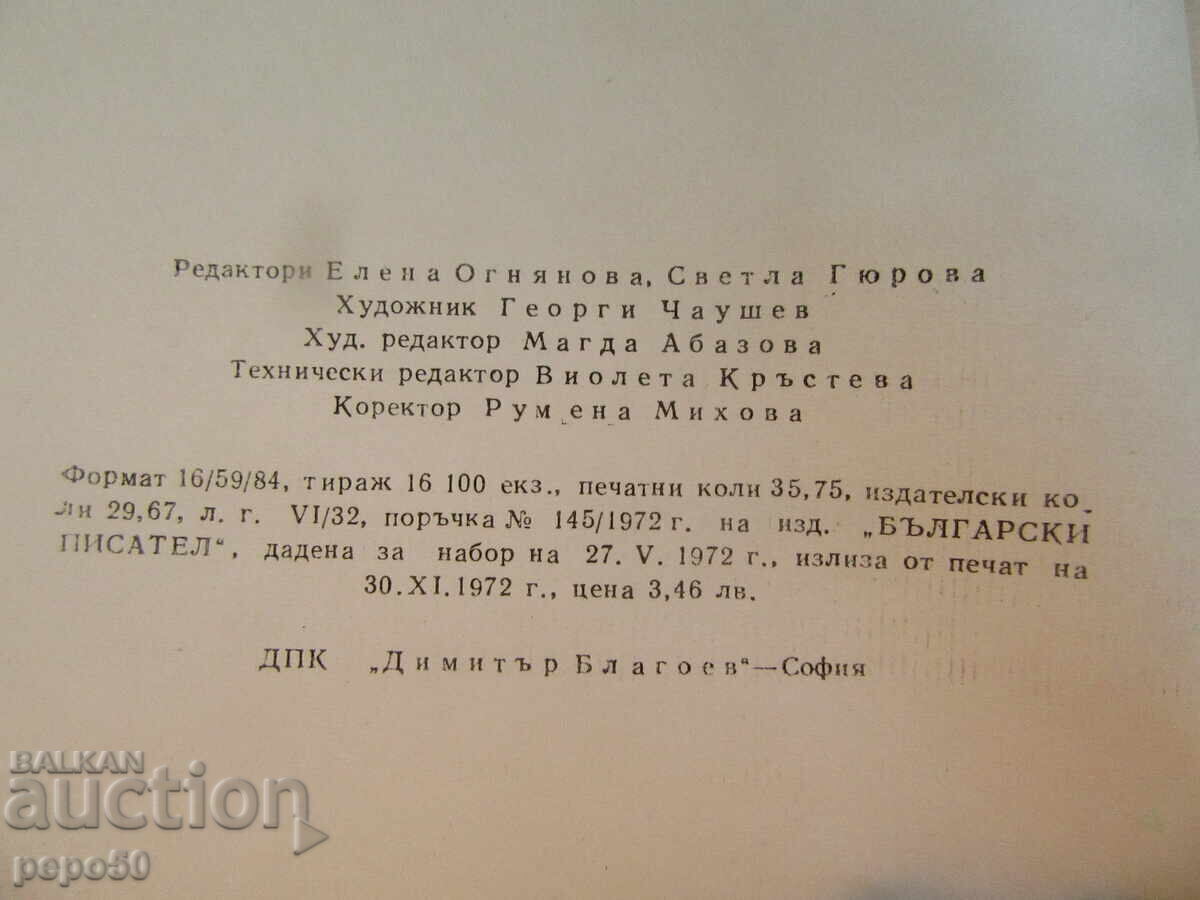 Редактори Елена Огнянова, Светла Гюрова
Художник Георги Чаушев
Худ. редактор Магда Абазова
Технически редактор Виолета Кръстева
Коректор Румена Михова
Формат 16/59/84, тираж 16 100 екз., печатни коли 35,75, издателски ко-
ли 29,67, л. г. VI/32, поръчка № 145/1972 г. на изд. „БЪЛГАРСКИ
ПИСАТЕЛ“, дадена за набор на 27. V. 1972 г., излиза от печат на
30. XI. 1972 г., цена 3,46 лв.
ДПК „Димитър Благоев“ — София
BALKAN
auction
pepo50